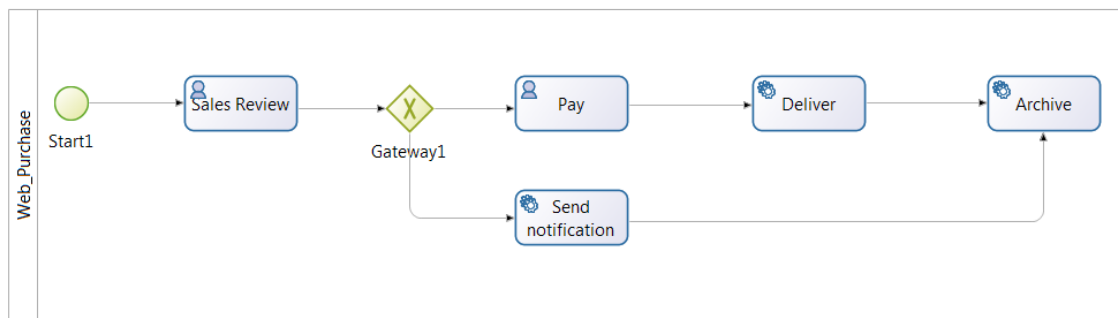 Web_Purchase
Start1
Sales Review
Gateway1
Pay
Deliver
Archive
Send
notification